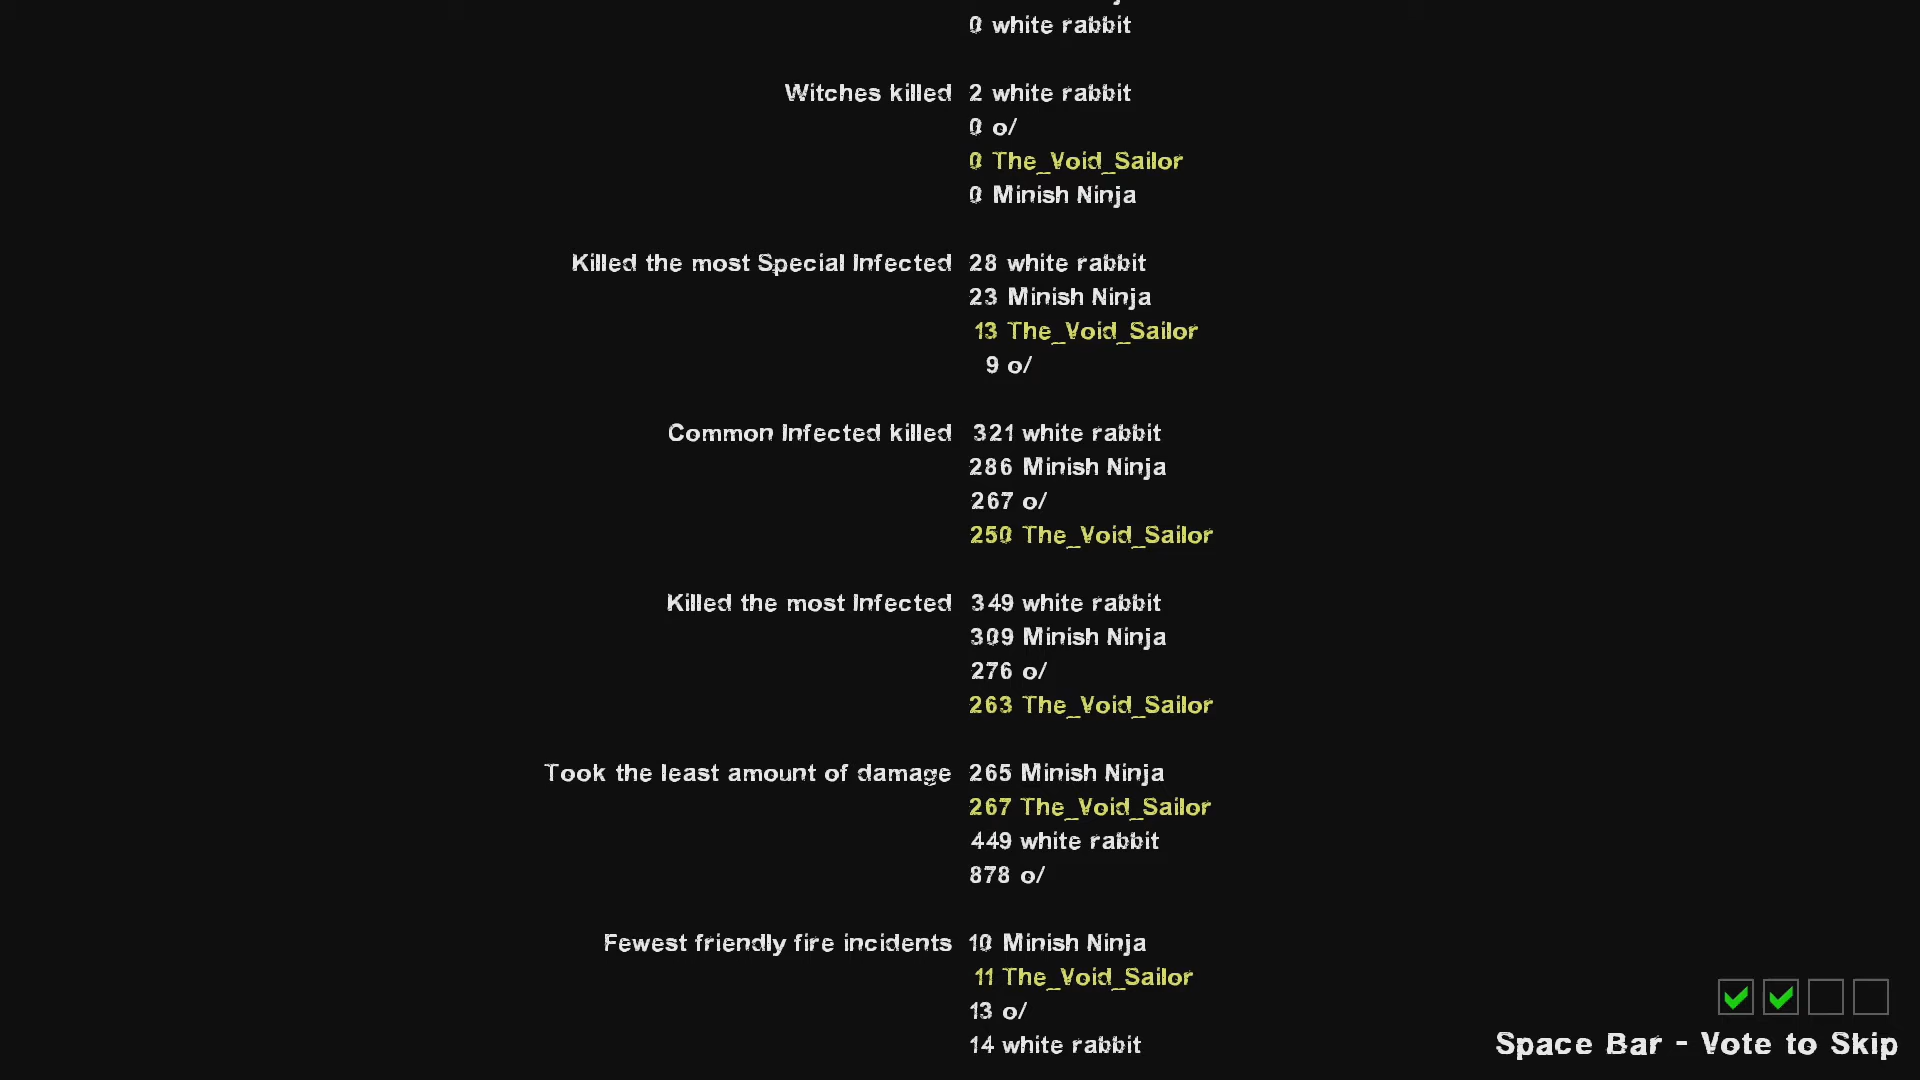 0 white rabbit
Witches killed 2 white rabbit
0 o/
0 The_Void_Sailor
0 Minish Ninja
Killed the most Special Infected 28 white rabbit
23 Minish Ninja
13 The_Void_Sailor
9 o/
Common Infected killed 321 white rabbit
286 Minish Ninja
267 o/
250 The_Void_Sailor
Killed the most Infected 349 white rabbit
309 Minish Ninja
276 o/
263 The_Void_Sailor
Took the least amount of damage 265 Minish Ninja
267 The_Void_Sailor
449 white rabbit
878 o/
Fewest friendly fire incidents 10 Minish Ninja
11 The_Void_Sailor
13 o/
14 white rabbit
Space Bar - Vote to Skip